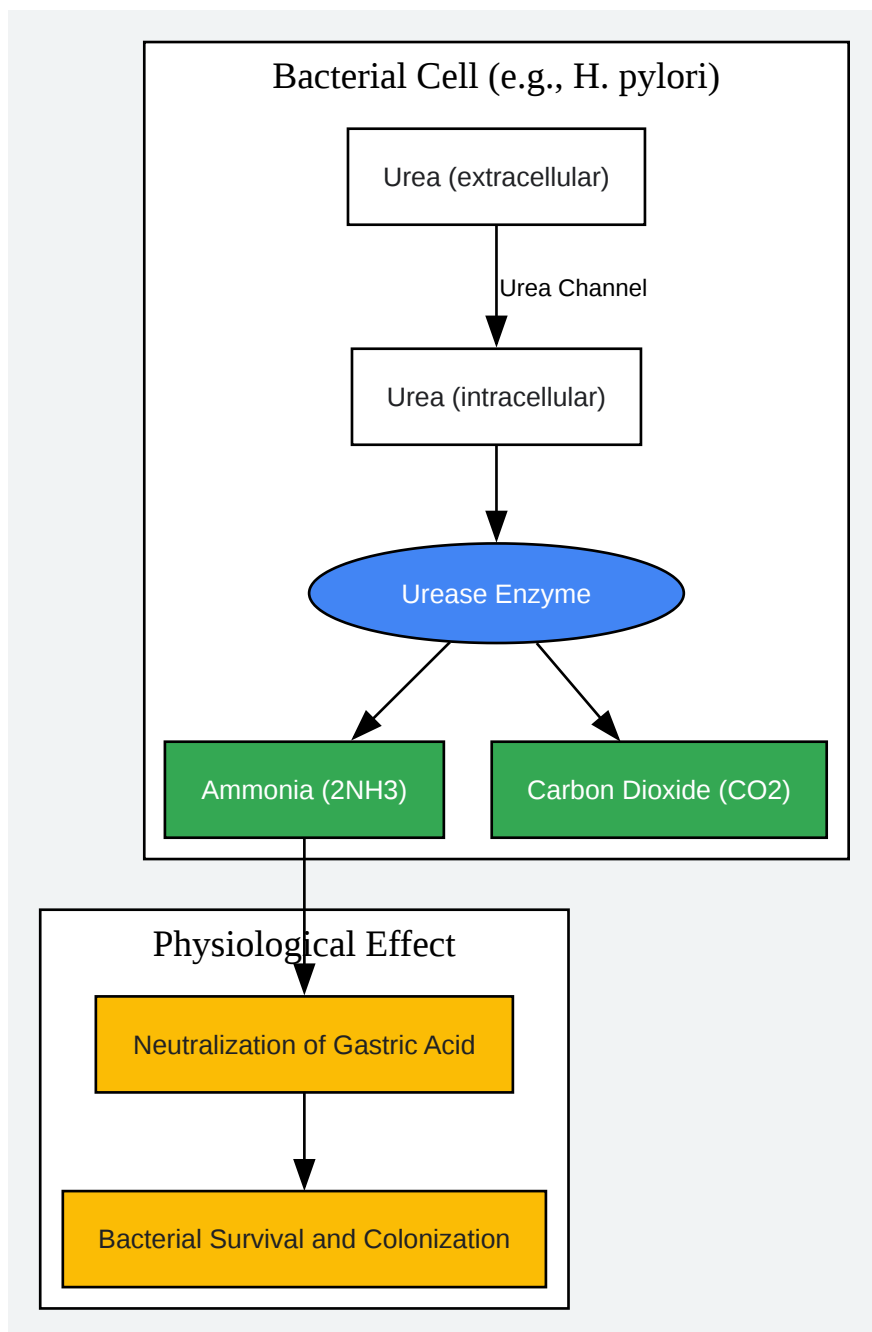 Bacterial Cell (e.g., H. pylori)
Urea (extracellular)
Urea Channel
Urea (intracellular)
Urease Enzyme
Ammonia (2NH3)
Carbon Dioxide (CO2)
Physiological Effect
Neutralization of Gastric Acid
Bacterial Survival and Colonization